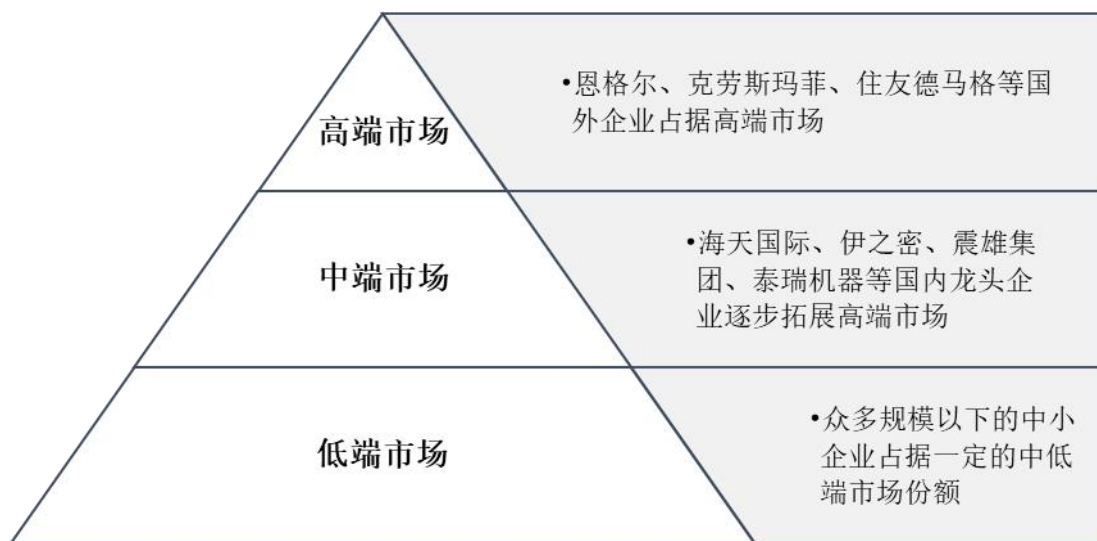 高端市场
•恩格尔、克劳斯玛菲、住友德马格等国
外企业占据高端市场
中端市场
•海天国际、伊之密、震雄集
团、泰瑞机器等国内龙头企
业逐步拓展高端市场
低端市场
•众多规模以下的中小
企业占据一定的中低
端市场份额